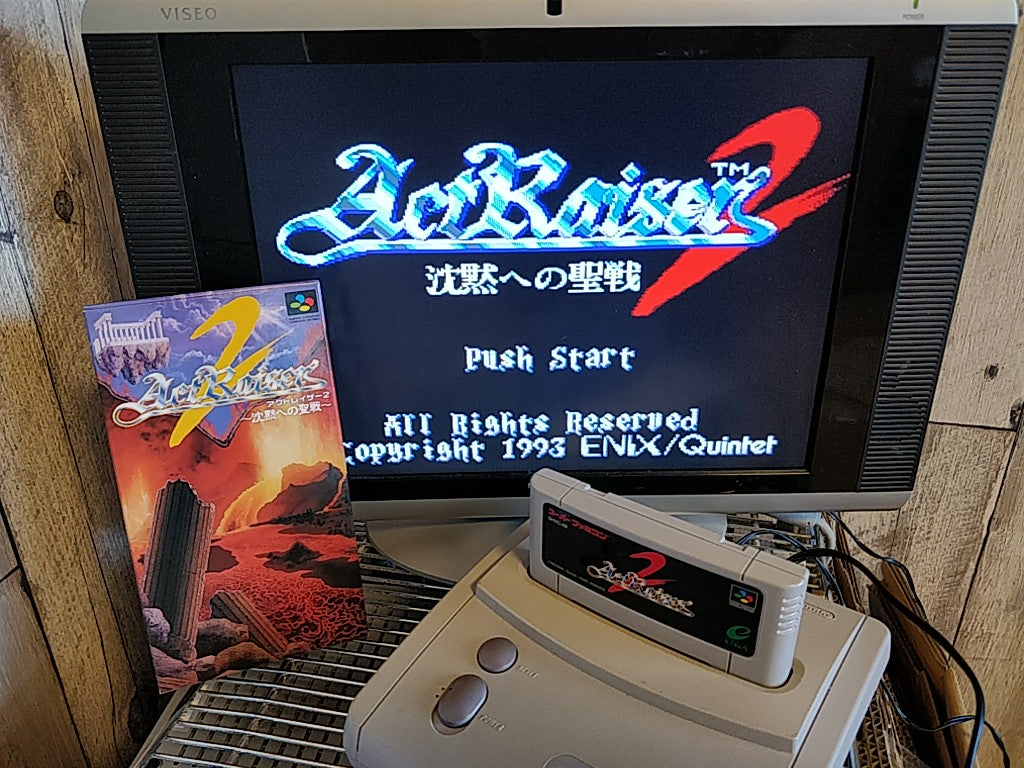 VISEO
POWER
ActRaiser 2
TM
沈黙への聖戦
Push Start
All Rights Reserved
Copyright 1993 ENIX/Quintet
ActRaiser 2
アクトレイザー2
〜沈黙への聖戦〜
スーパーファミコン
ActRaiser 2
ENIX
POWER